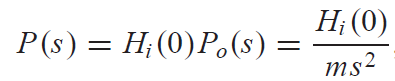 P(s) = H_i(0)P_o(s) = \frac{H_i(0)}{ms^2}.